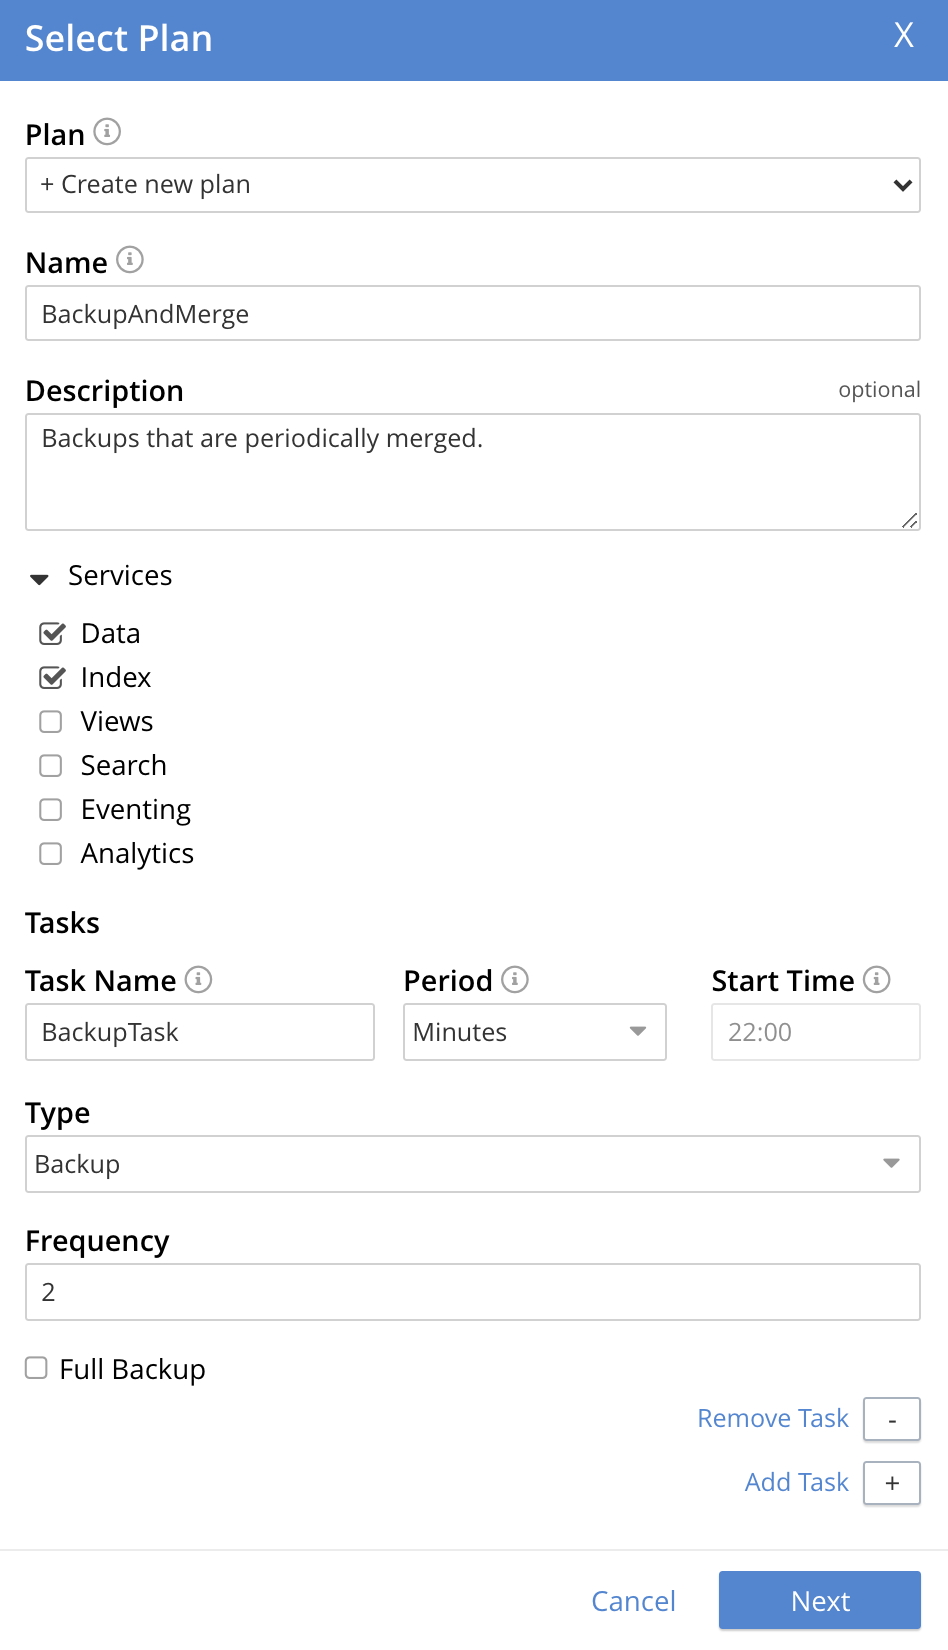 Select Plan X
Plan
+ Create new plan
Name
BackupAndMerge
Description optional
Backups that are periodically merged.
Services
Data
Index
Views
Search
Eventing
Analytics
Tasks
Task Name Period Start Time
BackupTask Minutes 22:00
Type
Backup
Frequency
2
Full Backup
Remove Task -
Add Task +
Cancel Next